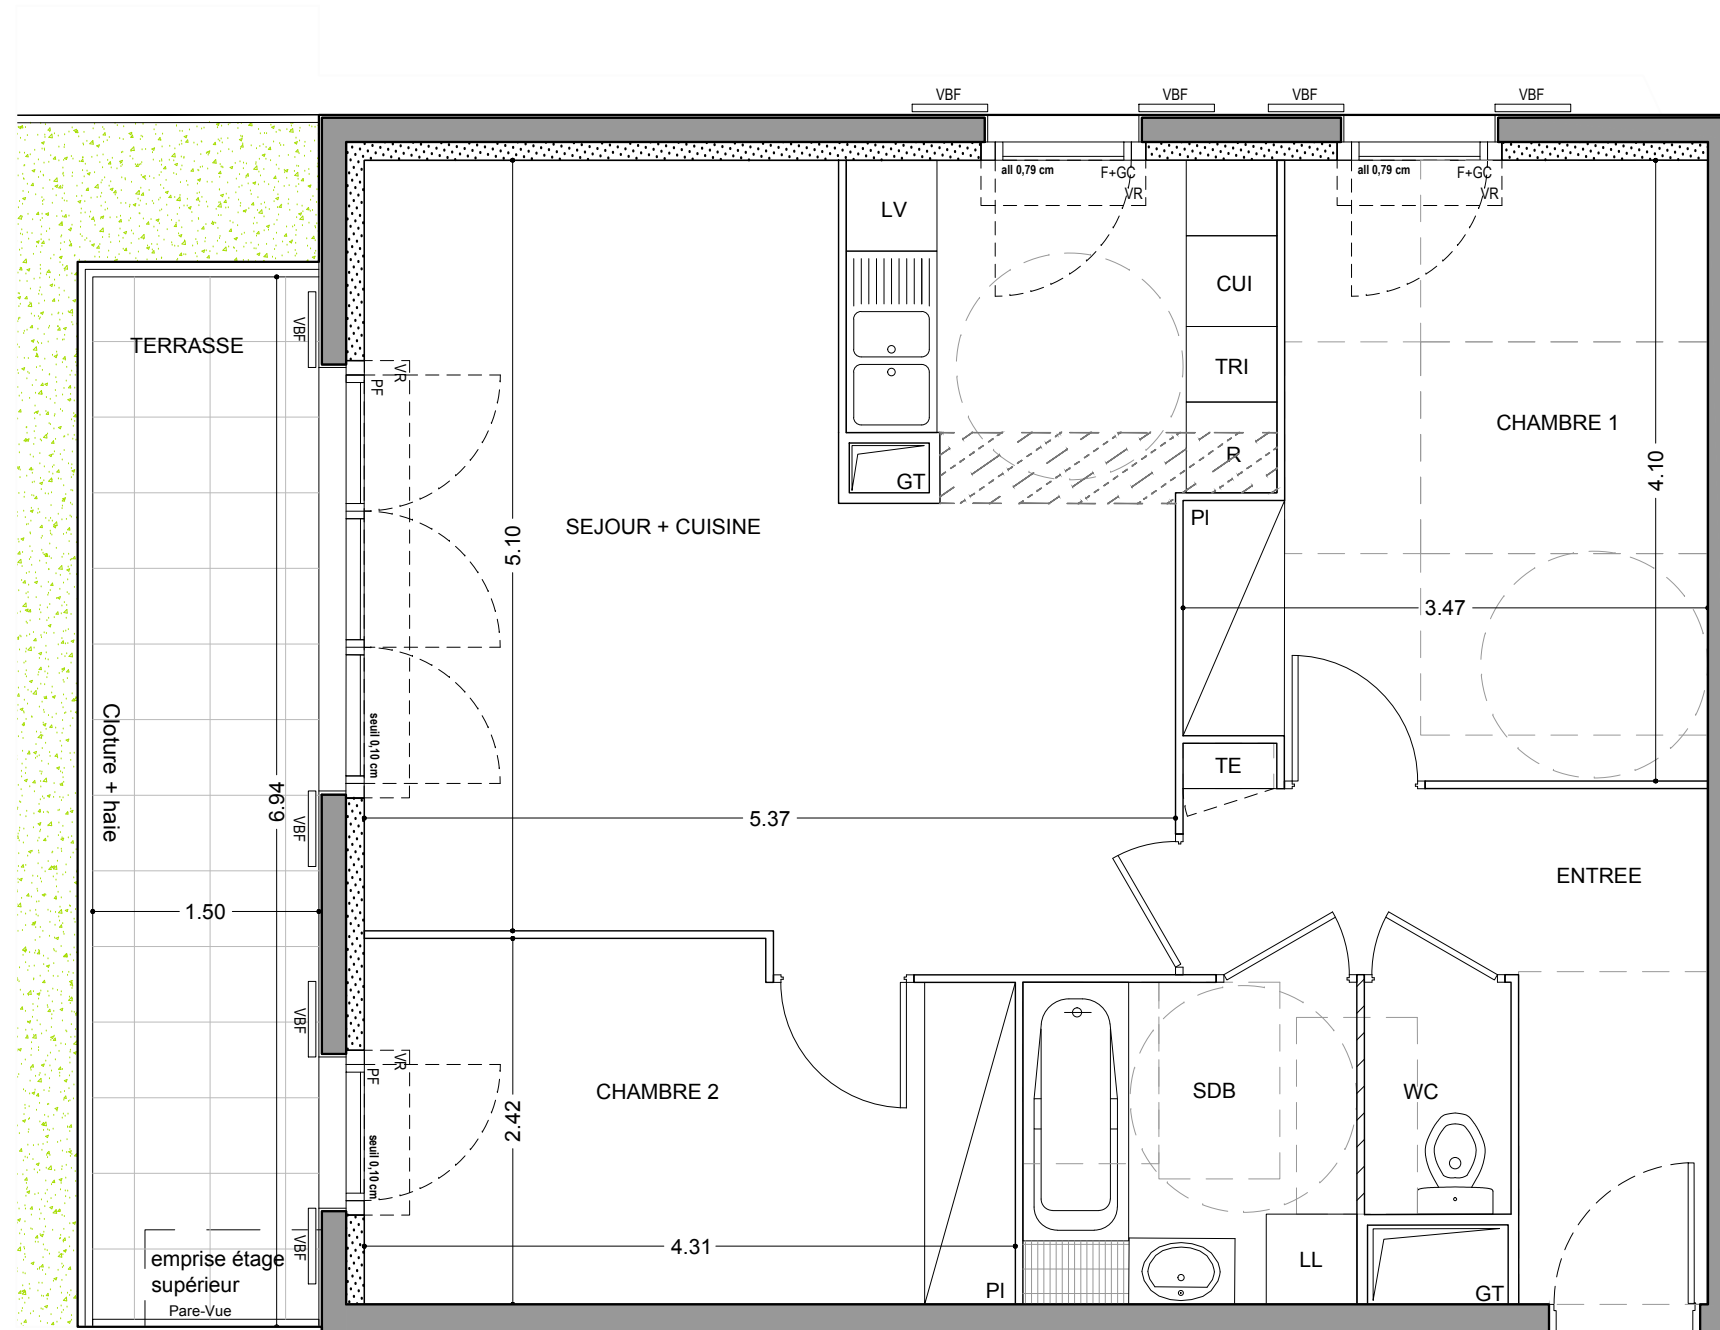 VBF
VBF
VBF
VBF
all 0,79 cm
F+GC
VR
all 0,79 cm
F+GC
VR
LV
CUI
TRI
R
GT
TERRASSE
VBF
VR
PF
CHAMBRE 1
4.10
SEJOUR + CUISINE
5.10
PI
3.47
TE
seuil 0,10 cm
Cloture + haie
6.94
VBF
5.37
ENTREE
1.50
VBF
VR
PF
CHAMBRE 2
2.42
SDB
WC
seuil 0,10 cm
VBF
4.31
emprise étage
supérieur
Pare-Vue
PI
LL
GT